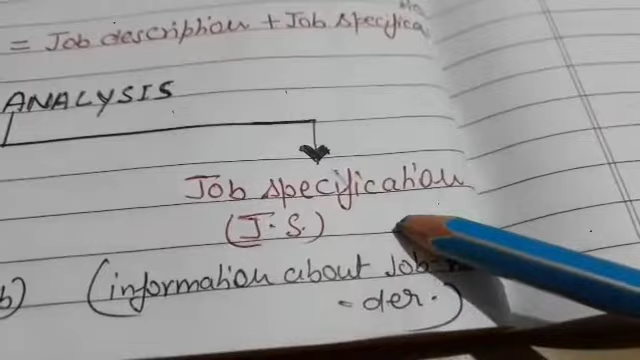 = Job description + Job specifica
ANALYSIS
Job specification
(J.S.)
b) (information about Job-
-der.)